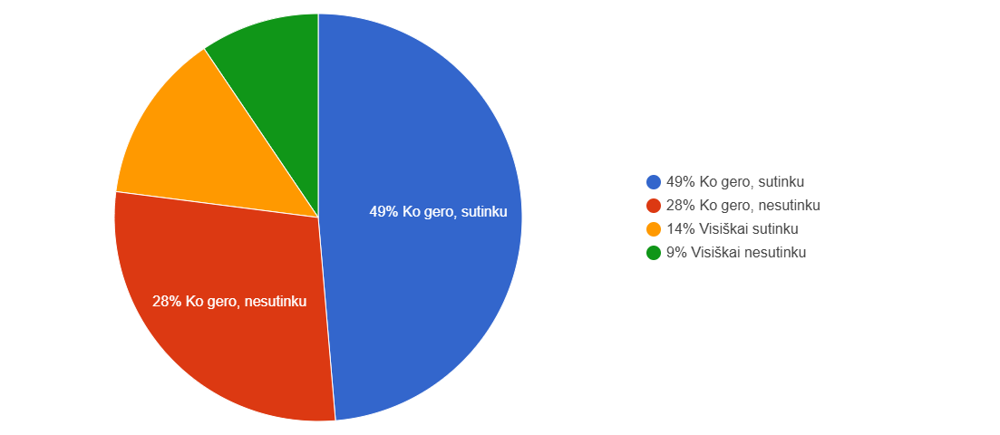 49% Ko gero, sutinku
28% Ko gero, nesutinku
49% Ko gero, sutinku
28% Ko gero, nesutinku
14% Visiškai sutinku
9% Visiškai nesutinku